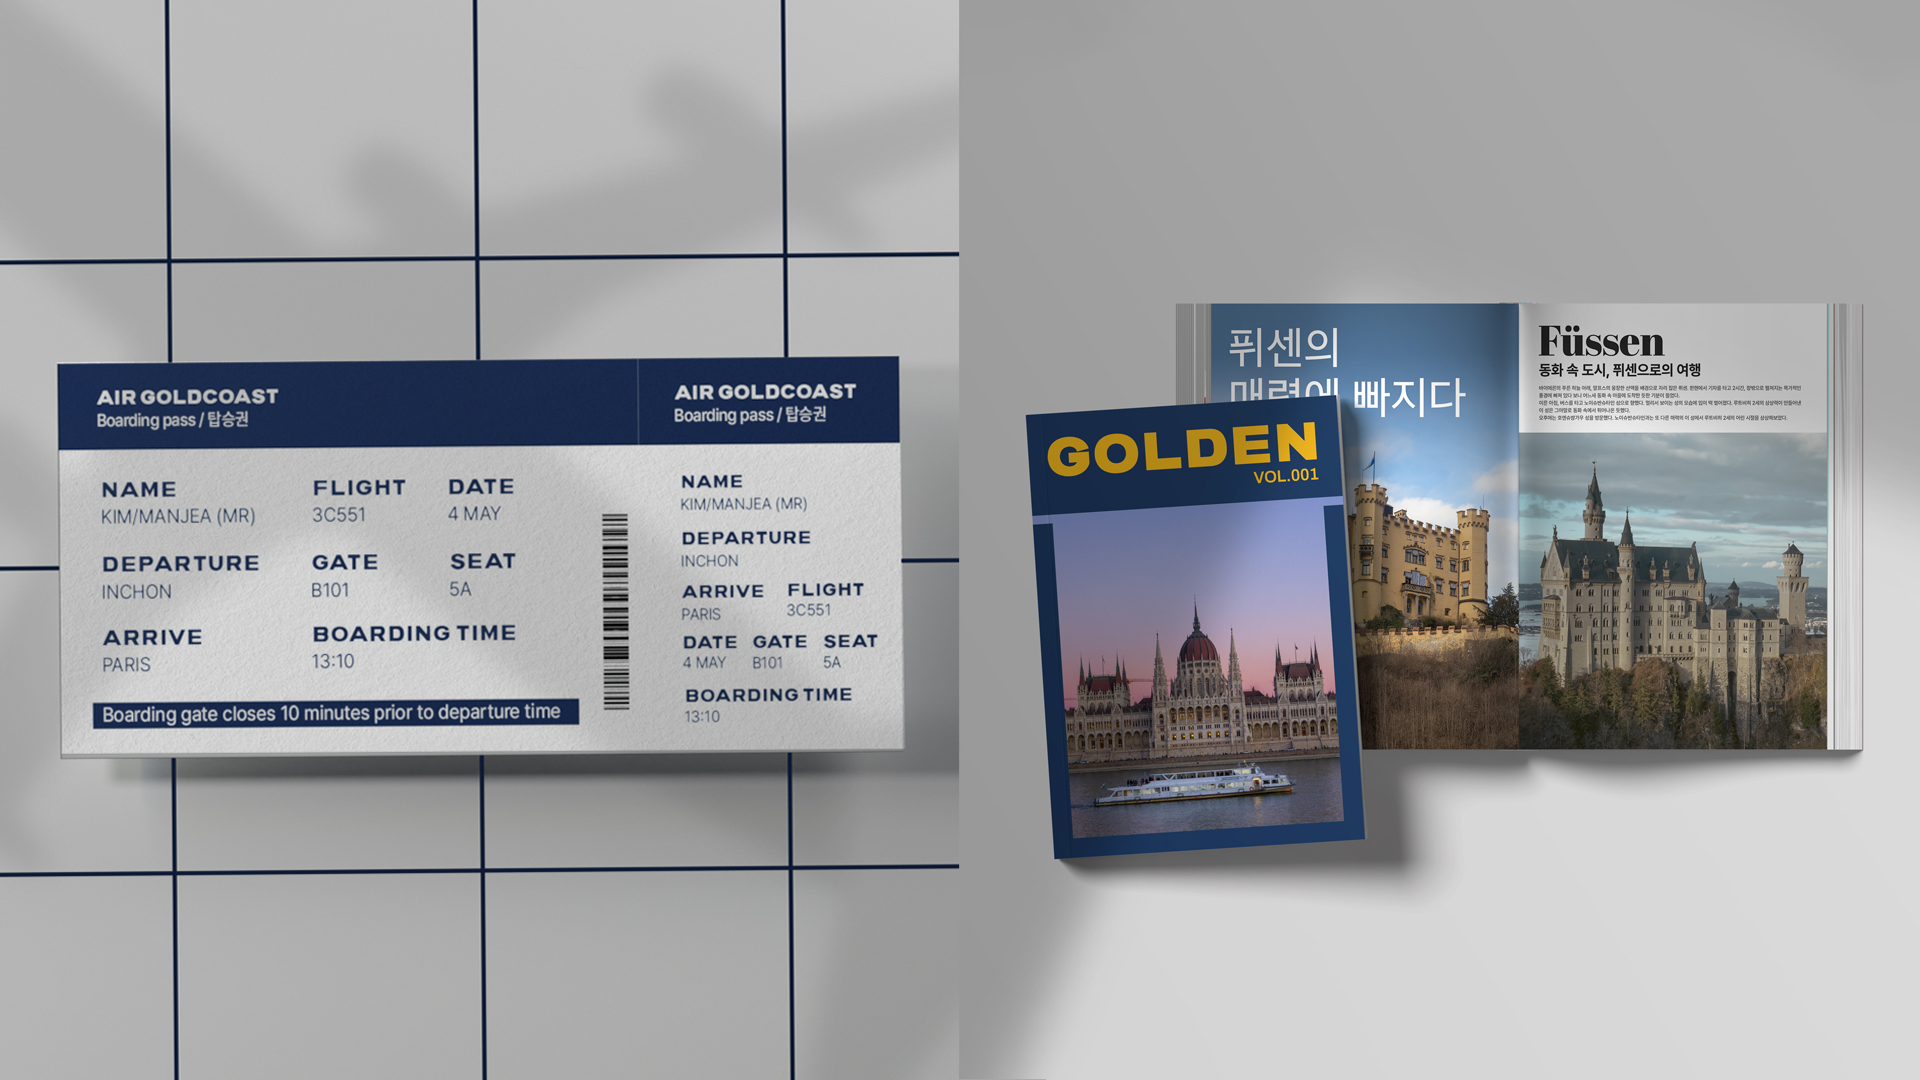 AIR GOLDCOAST
Boarding pass / 탑승권
NAME FLIGHT DATE
KIM/MANJEA (MR) 3C551 4 MAY
DEPARTURE GATE SEAT
INCHON B101 5A
ARRIVE BOARDING TIME
PARIS 13:10
Boarding gate closes 10 minutes prior to departure time
AIR GOLDCOAST
Boarding pass / 탑승권
NAME
KIM/MANJEA (MR)
DEPARTURE
INCHON
ARRIVE FLIGHT
PARIS 3C551
DATE GATE SEAT
4 MAY B101 5A
BOARDING TIME
13:10
GOLDEN
VOL.001
퓌센의
매력에 빠지다
Füssen
동화 속 도시, 퓌센으로의 여행